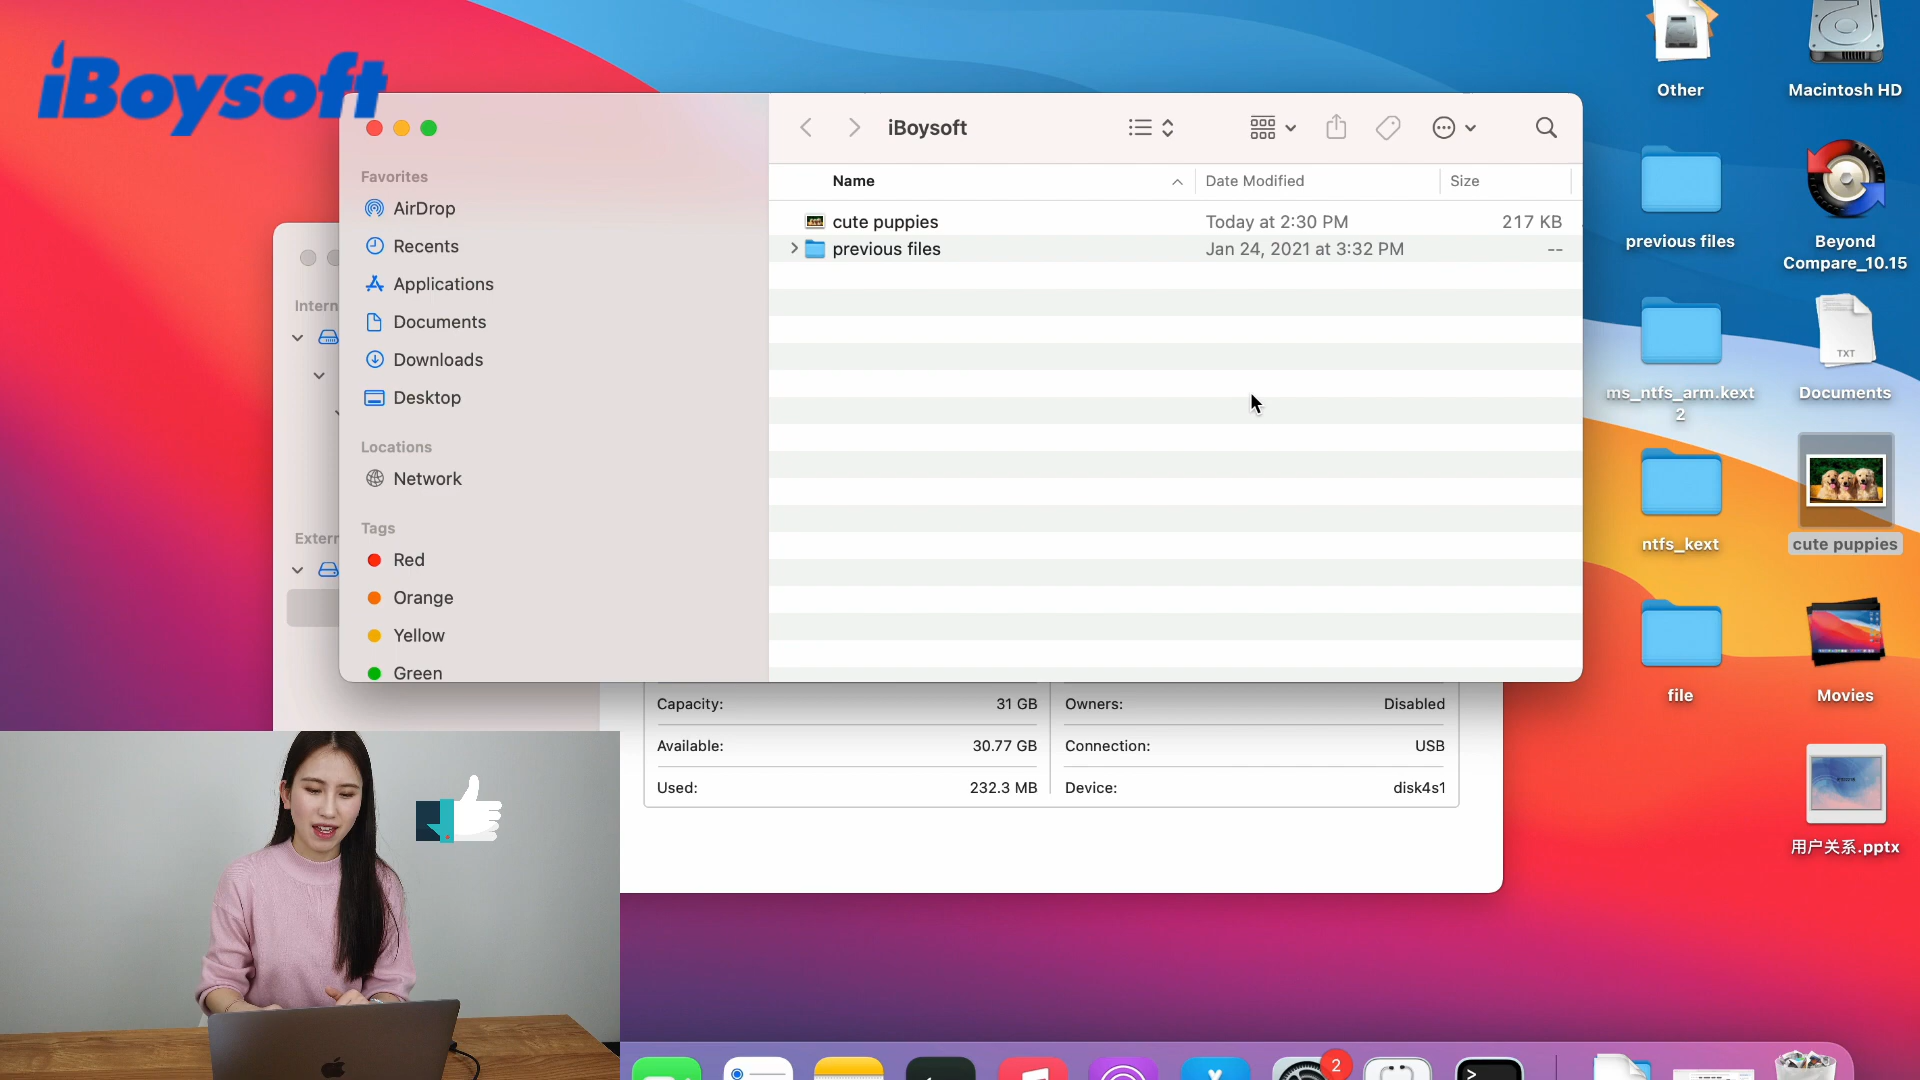 iBoysoft
iBoysoft
Favorites
AirDrop
Recents
Applications
Documents
Downloads
Desktop
Locations
Network
Tags
Red
Orange
Yellow
Green
Name
Date Modified
Size
cute puppies
Today at 2:30 PM
217 KB
previous files
Jan 24, 2021 at 3:32 PM
--
Intern
Extern
Capacity:
31 GB
Owners:
Disabled
Available:
30.77 GB
Connection:
USB
Used:
232.3 MB
Device:
disk4s1
Other
Macintosh HD
previous files
Beyond
Compare_10.15
ms_ntfs_arm.kext
2
TXT
Documents
ntfs_kext
cute puppies
file
Movies
用户关系.pptx
2